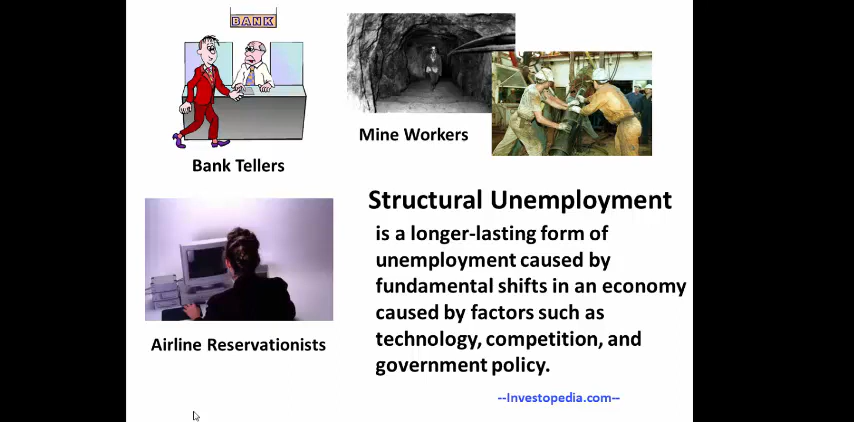 BANK
Bank Tellers
Mine Workers
Airline Reservationists
Structural Unemployment
is a longer-lasting form of
unemployment caused by
fundamental shifts in an economy
caused by factors such as
technology, competition, and
government policy.
--Investopedia.com--